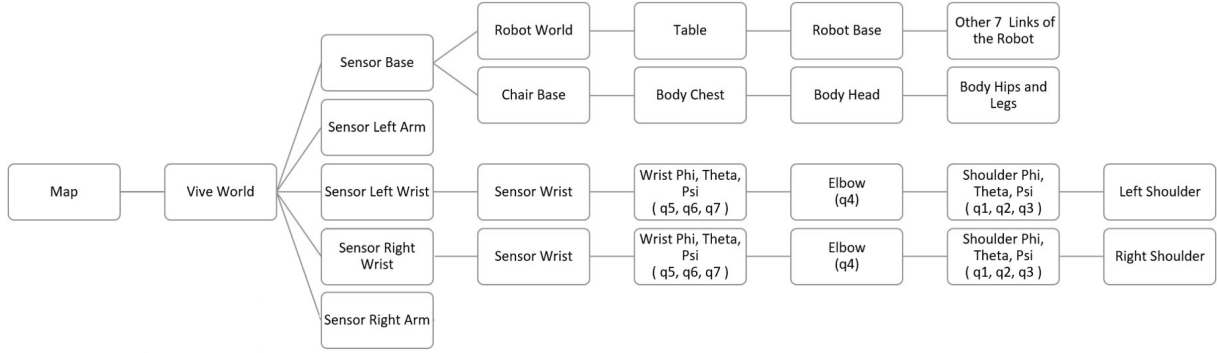 Robot World
Table
Robot Base
Other 7 Links of
the Robot
Sensor Base
Chair Base
Body Chest
Body Head
Body Hips and
Legs
Sensor Left Arm
Map
Vive World
Sensor Left Wrist
Sensor Wrist
Wrist Phi, Theta,
Psi
( q5, q6, q7 )
Elbow
(q4)
Shoulder Phi,
Theta, Psi
( q1, q2, q3 )
Left Shoulder
Sensor Right
Wrist
Sensor Wrist
Wrist Phi, Theta,
Psi
( q5, q6, q7 )
Elbow
(q4)
Shoulder Phi,
Theta, Psi
( q1, q2, q3 )
Right Shoulder
Sensor Right Arm